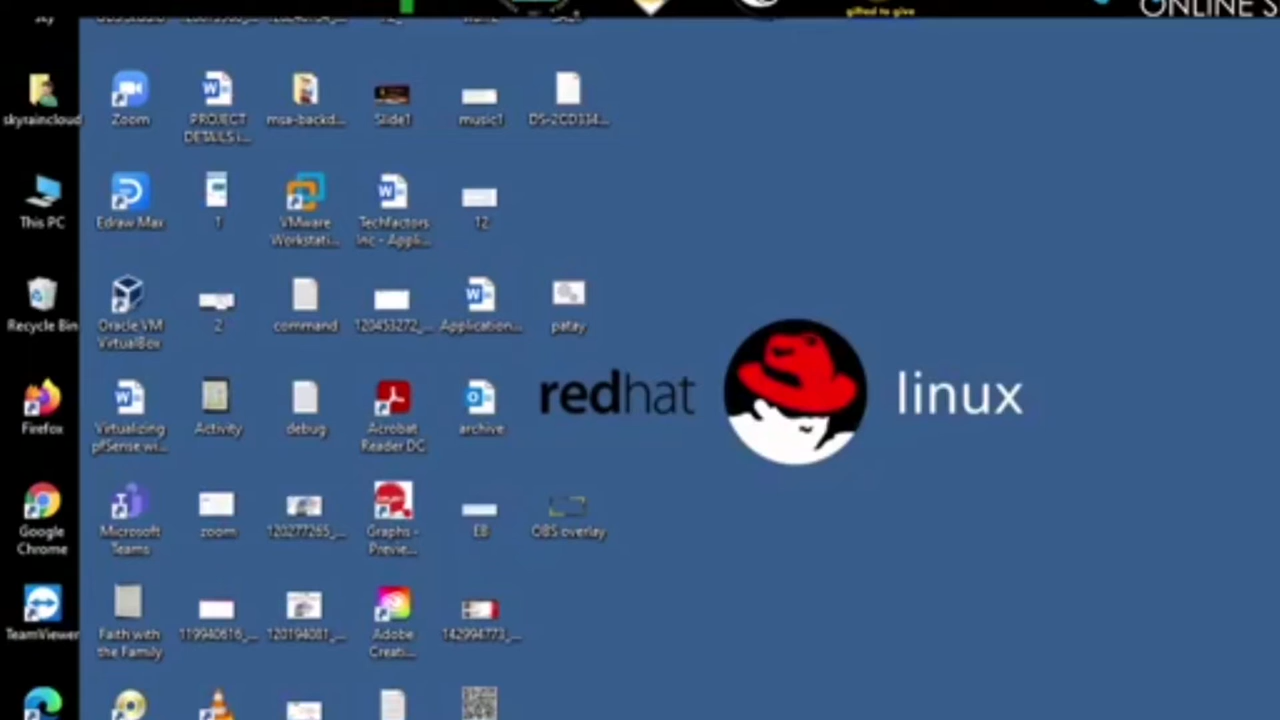 gifted to give
ONLINE S
sky
skyraincloud
Zoom
PROJECT
DETAILS i...
msa-backd...
Slide1
music1
DS-2CD334...
This PC
Edraw Max
1
VMware
Workstati...
Techfactors
Inc - Appli...
12
Recycle Bin
Oracle VM
VirtualBox
2
command
120453272_...
Application...
patay
redhat
linux
Firefox
Virtualizing
pfSense wi...
Activity
debug
Acrobat
Reader DC
archive
Google
Chrome
Microsoft
Teams
zoom
120277265_...
Graphs -
Previe...
EB
OBS overlay
TeamViewer
Faith with
the Family
119940616_...
120194081_...
Adobe
Creati...
142994773_...